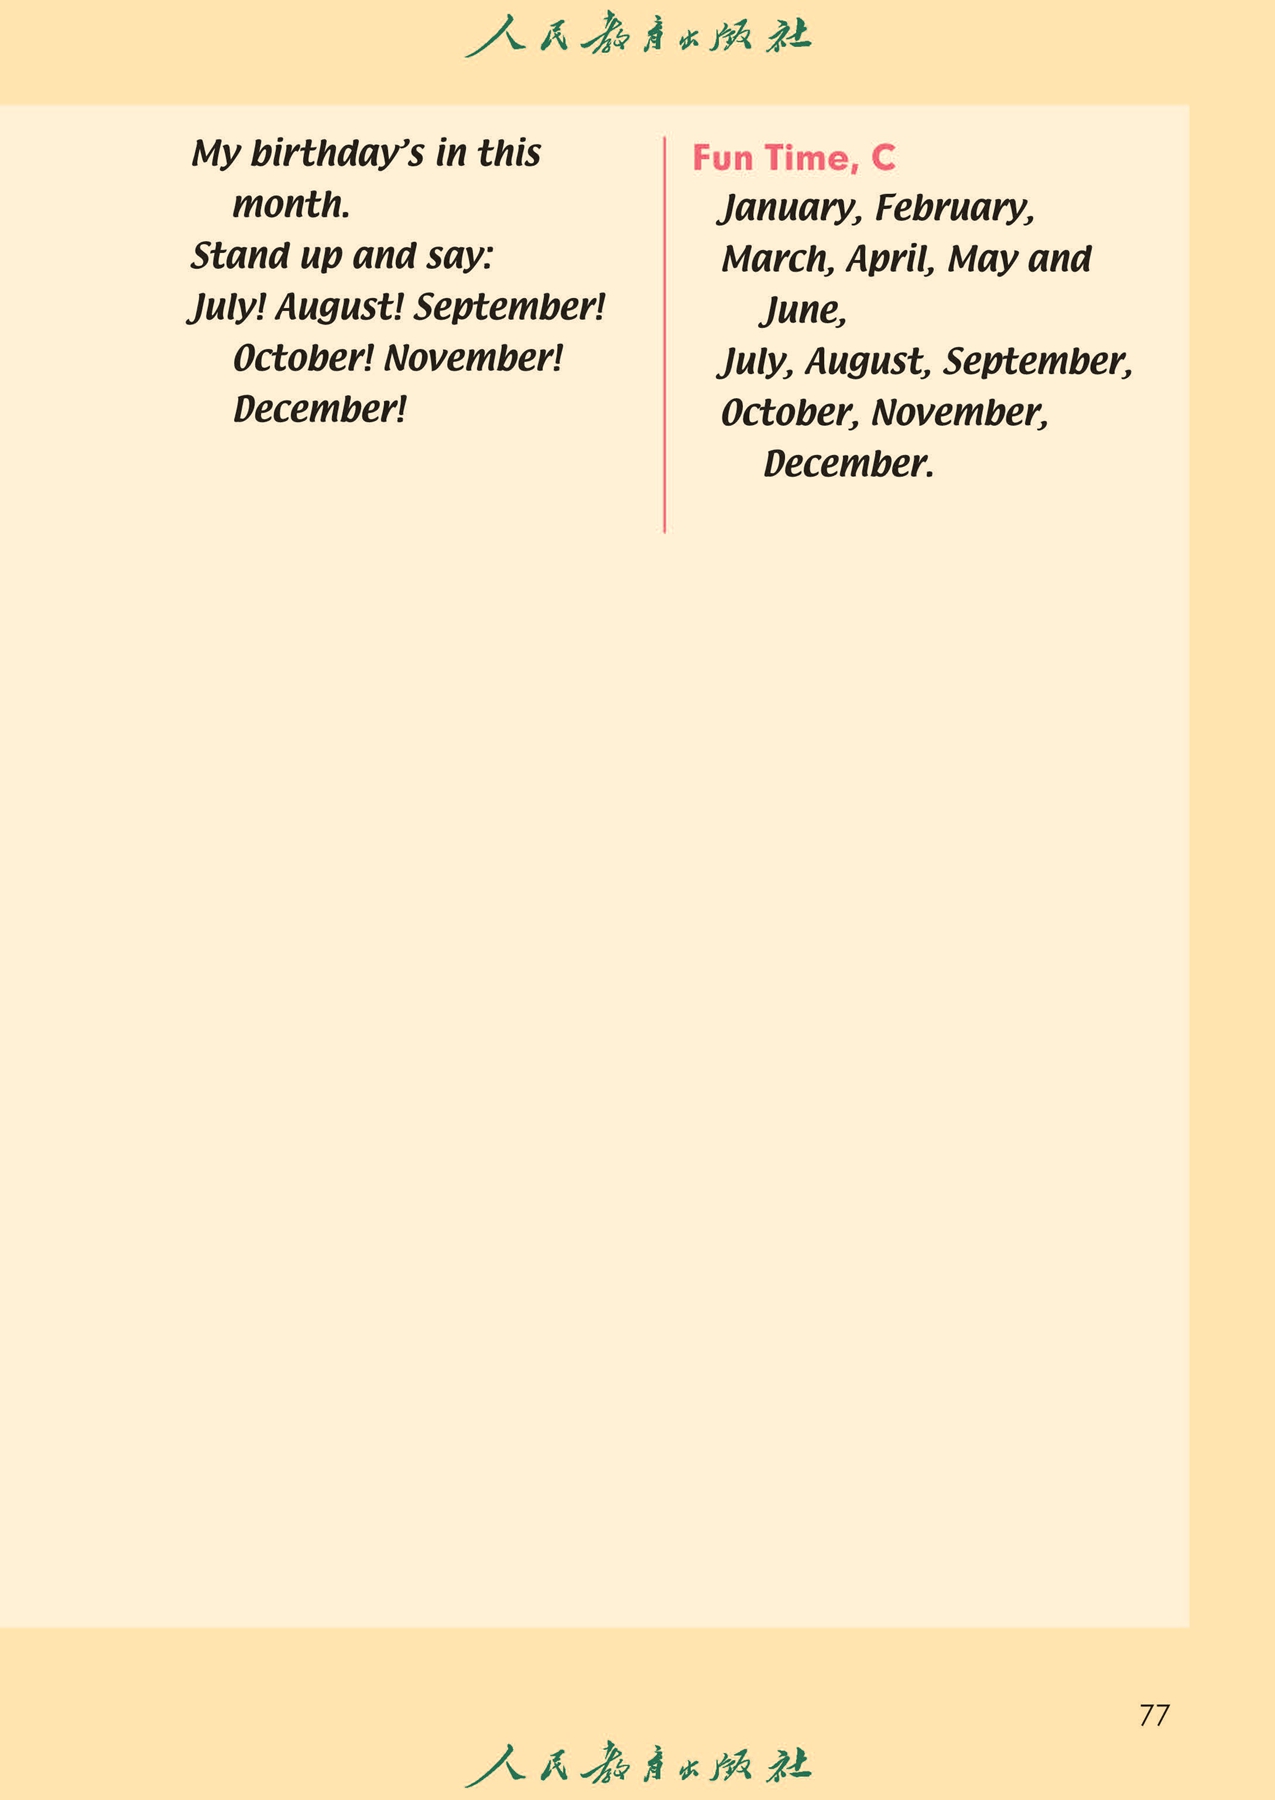 人民教育出版社
My birthday's in this
month.
Stand up and say:
July! August! September!
October! November!
December!
Fun Time, C
January, February,
March, April, May and
June,
July, August, September,
October, November,
December.
77
人民教育出版社